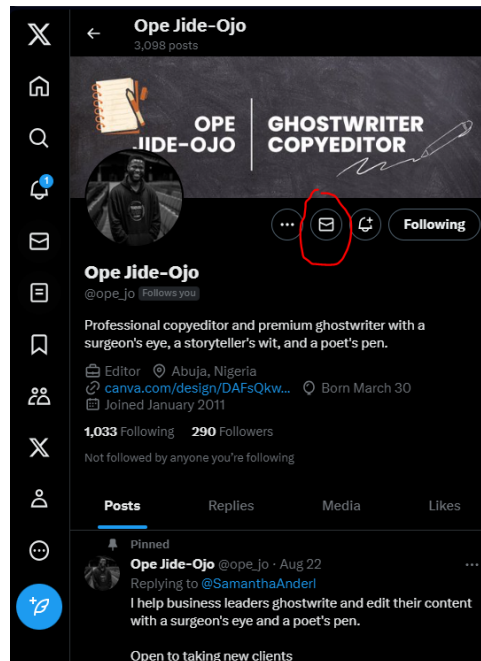 Ope Jide-Ojo
3,098 posts
OPE
JIDE-OJO
GHOSTWRITER
COPYEDITOR
1
Following
Ope Jide-Ojo
@ope_jo Follows you
Professional copyeditor and premium ghostwriter with a
surgeon's eye, a storyteller's wit, and a poet's pen.
Editor Abuja, Nigeria
canva.com/design/DAFsQkw... Born March 30
Joined January 2011
1,033 Following 290 Followers
Not followed by anyone you're following
Posts Replies Media Likes
Pinned
Ope Jide-Ojo @ope_jo · Aug 22
Replying to @SamanthaAnderl
I help business leaders ghostwrite and edit their content
with a surgeon's eye and a poet's pen.
Open to taking new clients